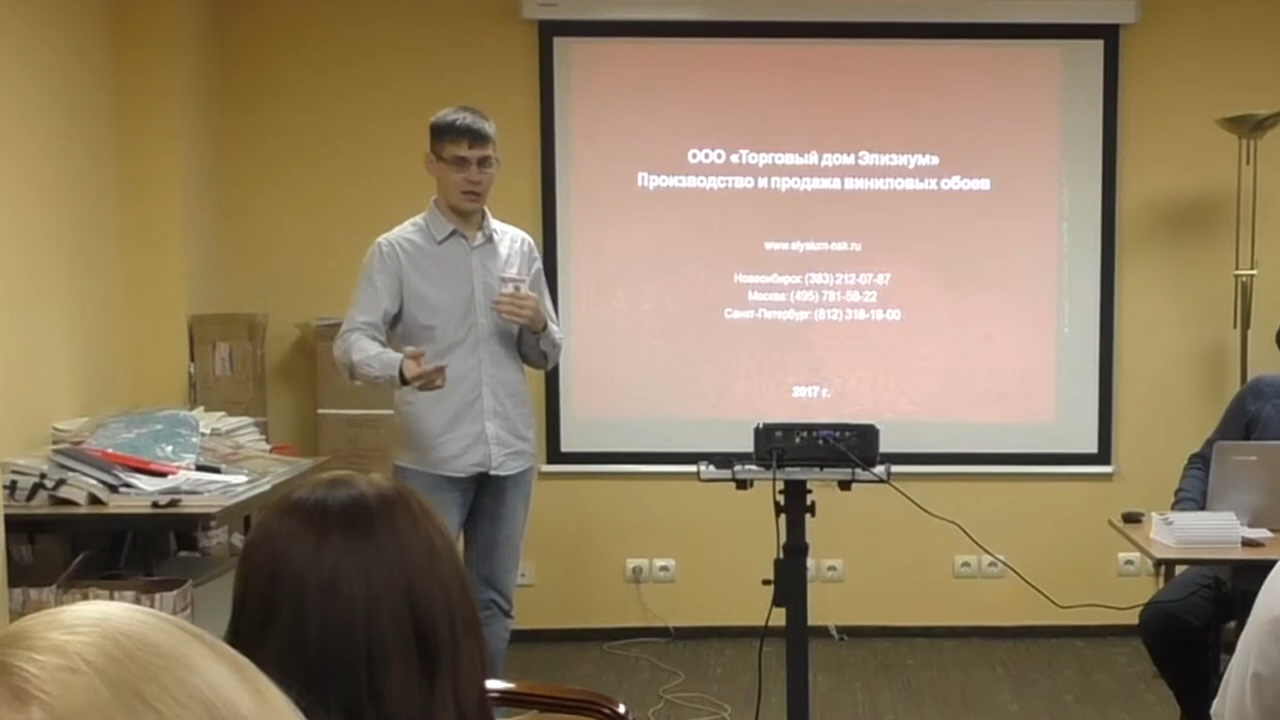 ООО «Торговый дом Элизиум»
Производство и продажа виниловых обоев
www.elysium-nsk.ru
Новосибирск: (383) 212-07-87
Москва: (495) 781-58-22
Санкт-Петербург: (812) 318-18-00
2017 г.